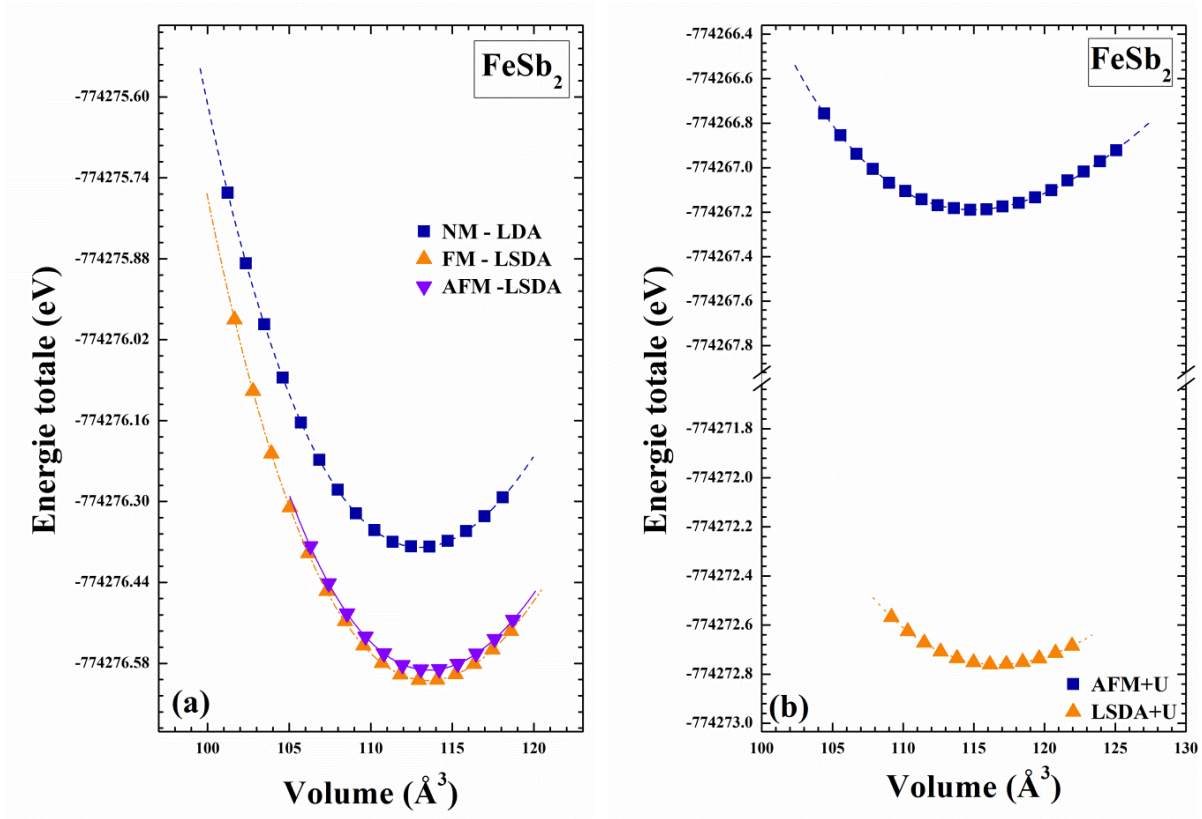 FeSb2
-774275.60
-774275.74
-774275.88
-774276.02
-774276.16
-774276.30
-774276.44
-774276.58
Energie totale (eV)
NM - LDA
FM - LSDA
AFM -LSDA
(a)
100 105 110 115 120
Volume (Å3)
FeSb2
-774266.4
-774266.6
-774266.8
-774267.0
-774267.2
-774267.4
-774267.6
-774267.8
-774271.8
-774272.0
-774272.2
-774272.4
-774272.6
-774272.8
-774273.0
Energie totale (eV)
AFM+U
LSDA+U
(b)
100 105 110 115 120 125 130
Volume (Å3)